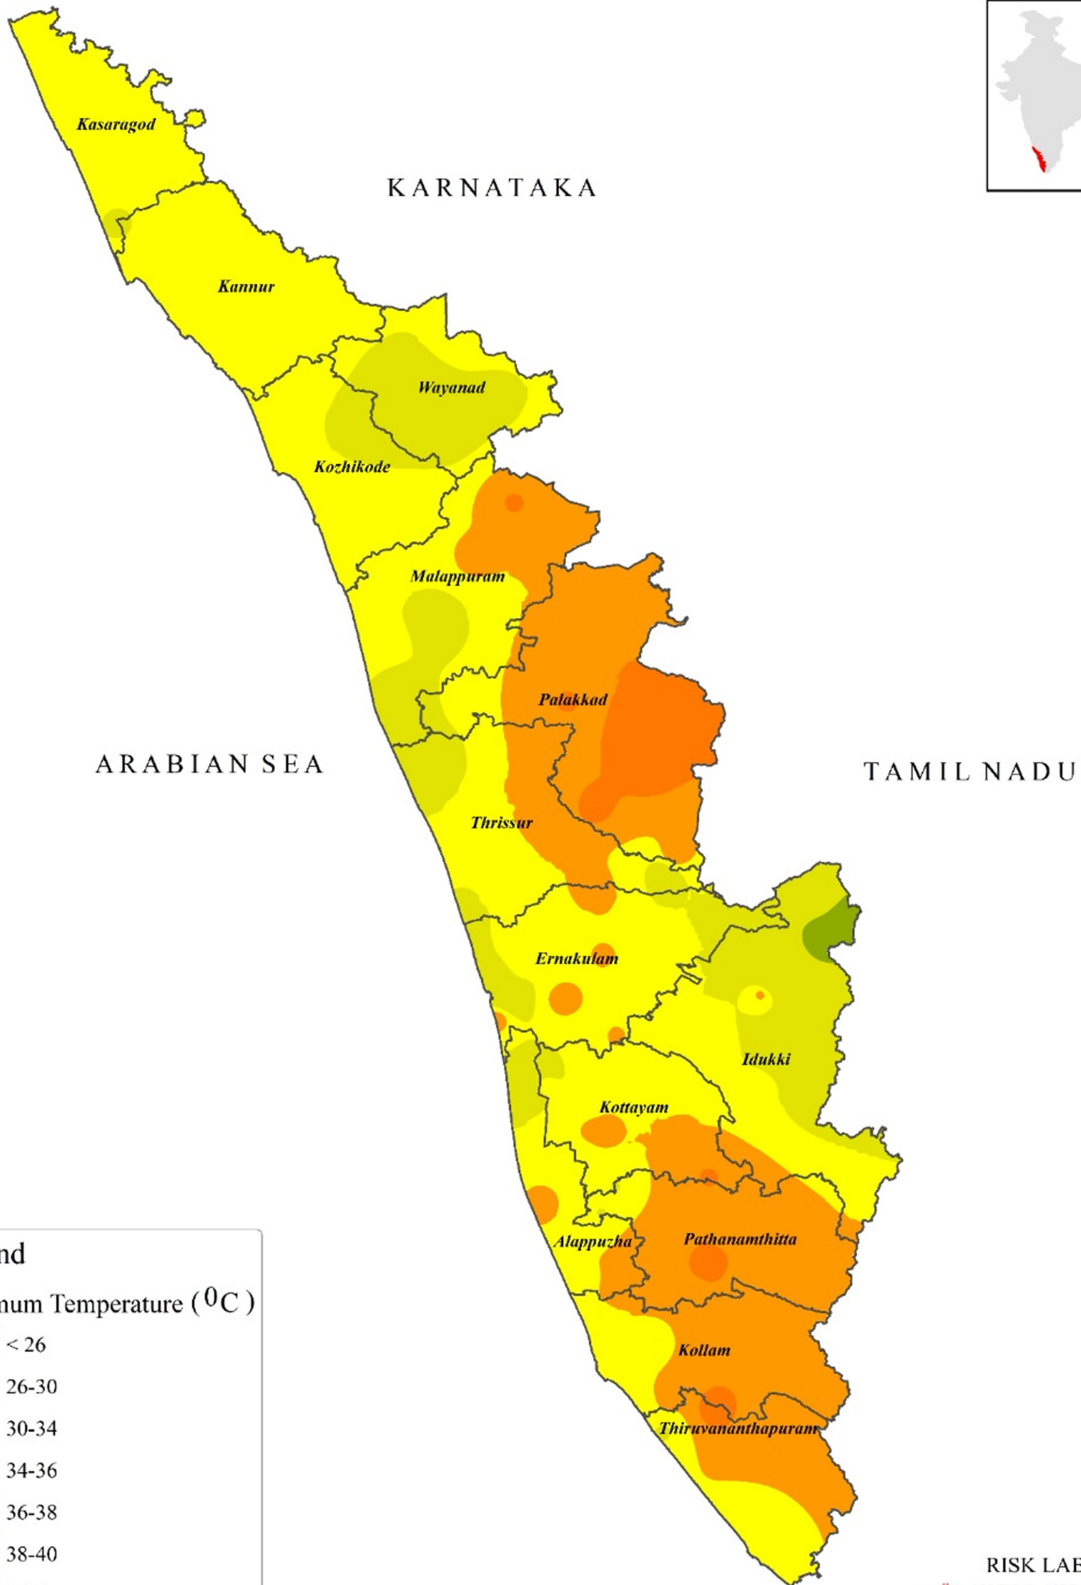 Kasaragod
KARNATAKA
Kannur
Wayanad
Kozhikode
Malappuram
Palakkad
ARABIAN SEA
TAMIL NADU
Thrissur
Ernakulam
Idukki
Kottayam
Alappuzha
Pathanamthitta
Kollam
Thiruvananthapuram
nd
num Temperature (⁰C )
< 26
26-30
30-34
34-36
36-38
38-40
RISK LAB